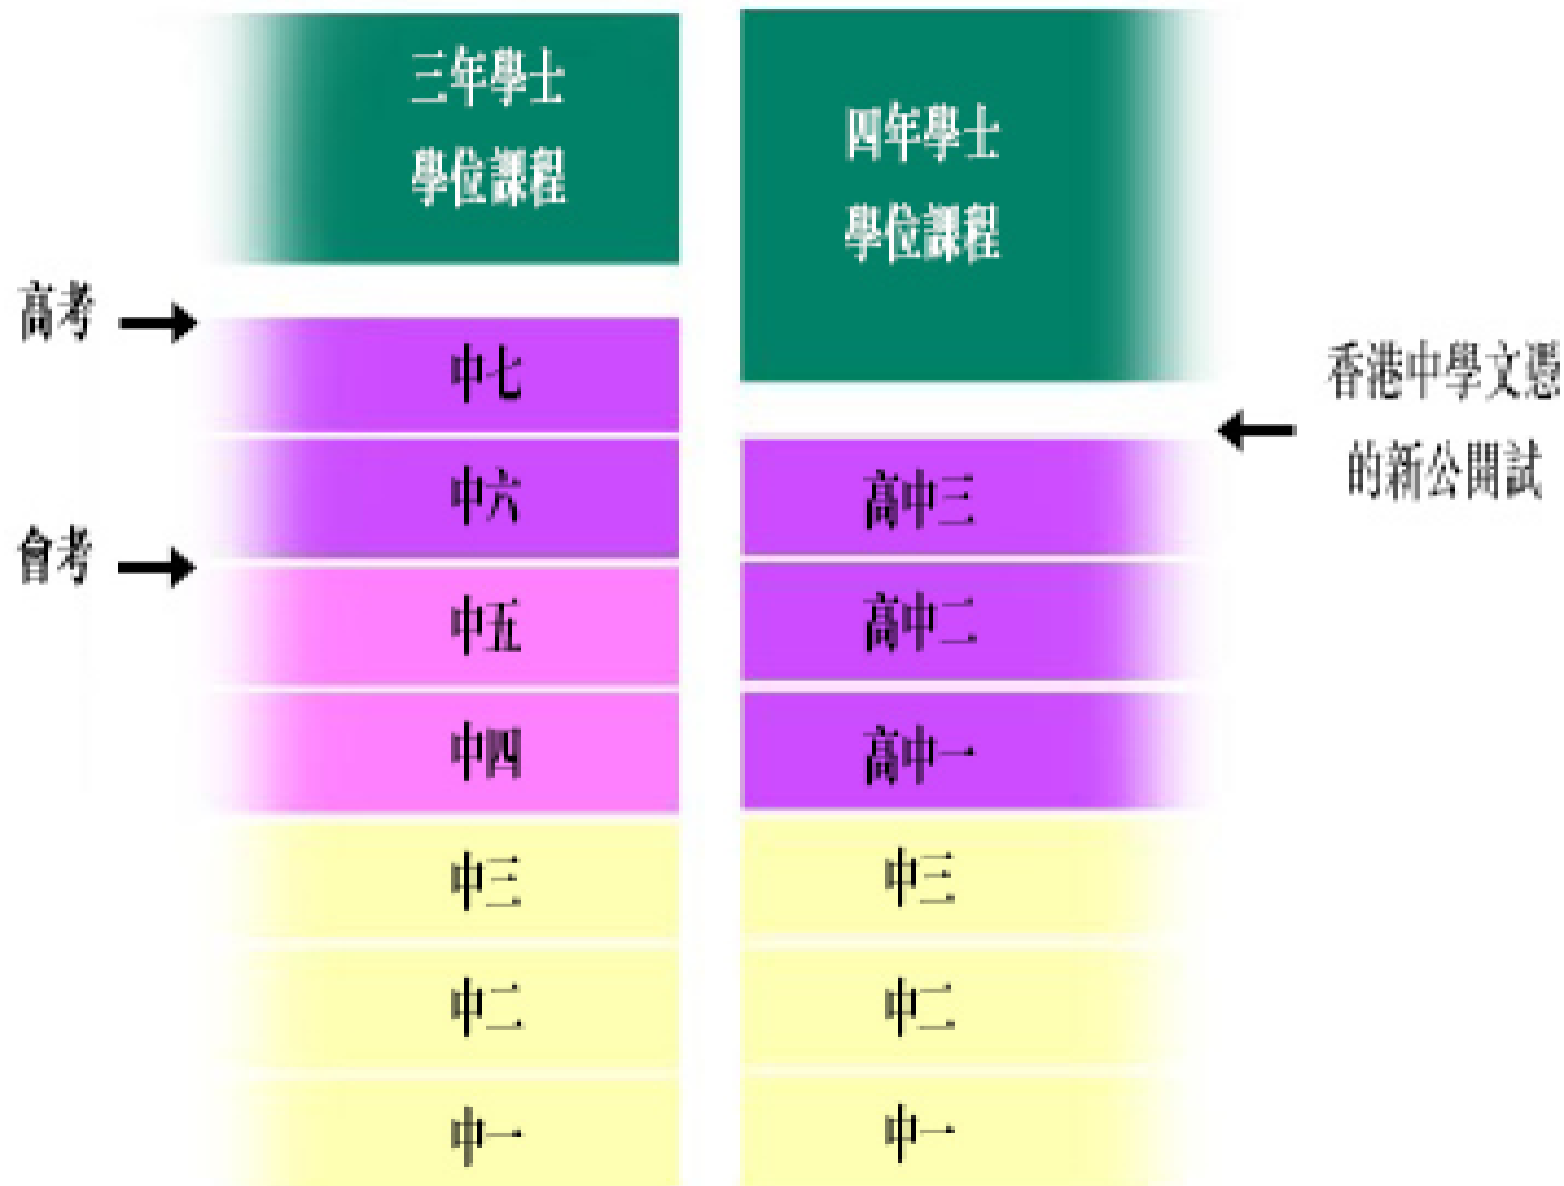 三年學士
學位課程
高考
中七
中六
會考
中五
中四
中三
中二
中一
四年學士
學位課程
香港中學文憑
的新公開試
高中三
高中二
高中一
中三
中二
中一